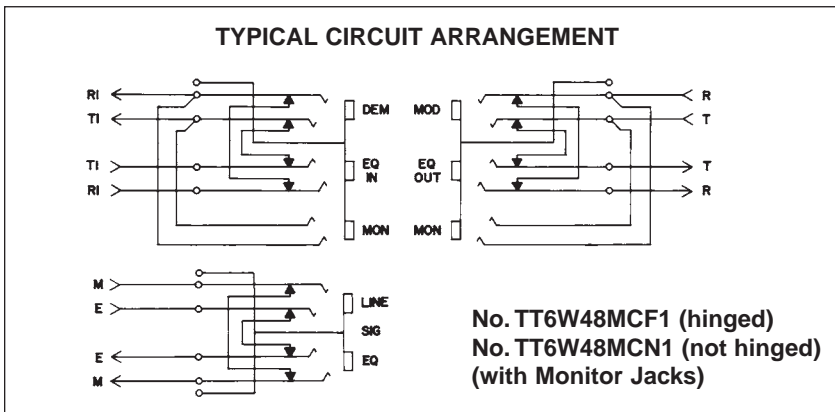 TYPICAL CIRCUIT ARRANGEMENT
RI
TI
TI
RI
DEM
EQ
IN
MON
MOD
EQ
OUT
MON
R
T
T
R
M
E
E
M
LINE
SIG
EQ
No. TT6W48MCF1 (hinged)
No. TT6W48MCN1 (not hinged)
(with Monitor Jacks)